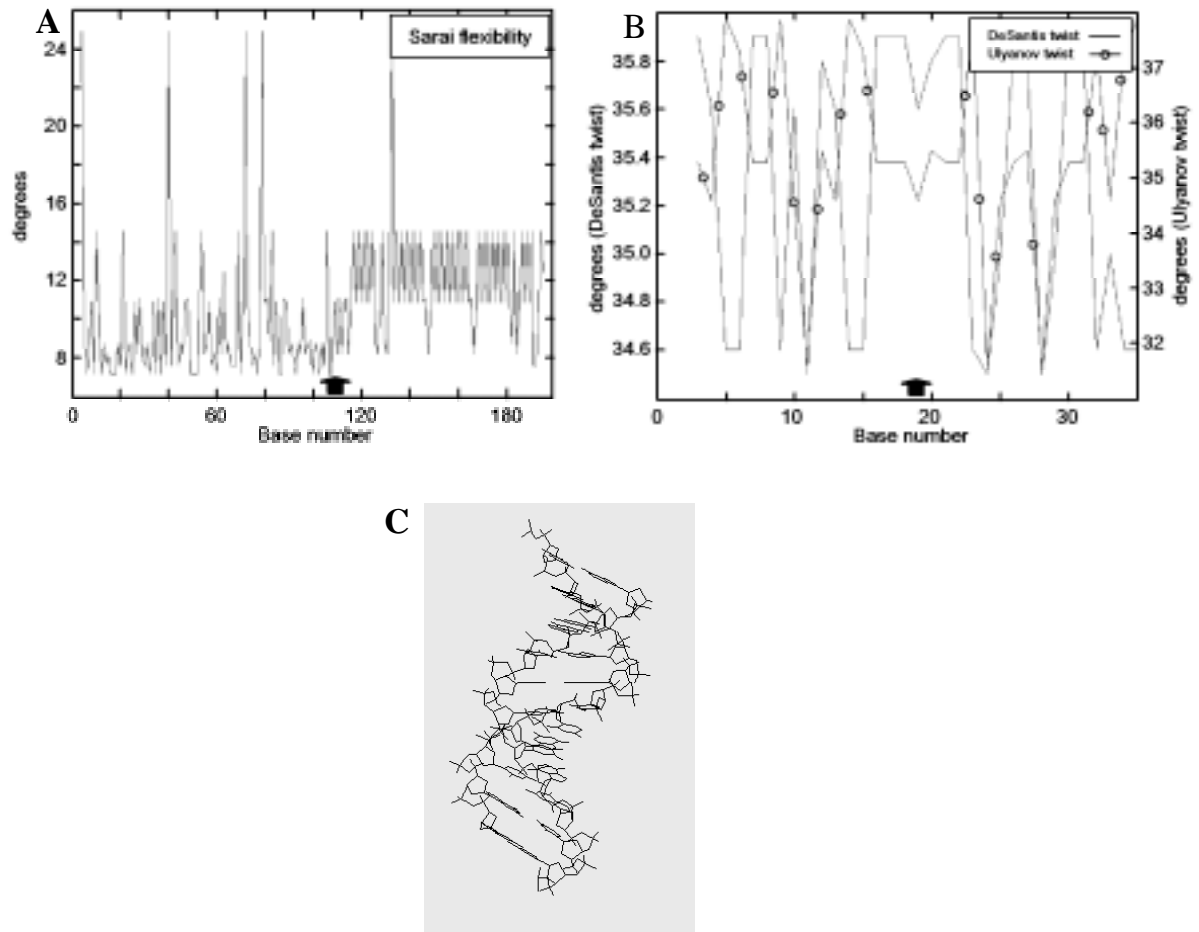 A
Sarai flexibility
24
20
16
12
8
degrees
0
60
120
180
Base number
B
DeSantis twist
Ulyanov twist
35.8
35.6
35.4
35.2
35.0
34.8
34.6
degrees (DeSantis twist)
37
36
35
34
33
32
degrees (Ulyanov twist)
0
10
20
30
Base number
C